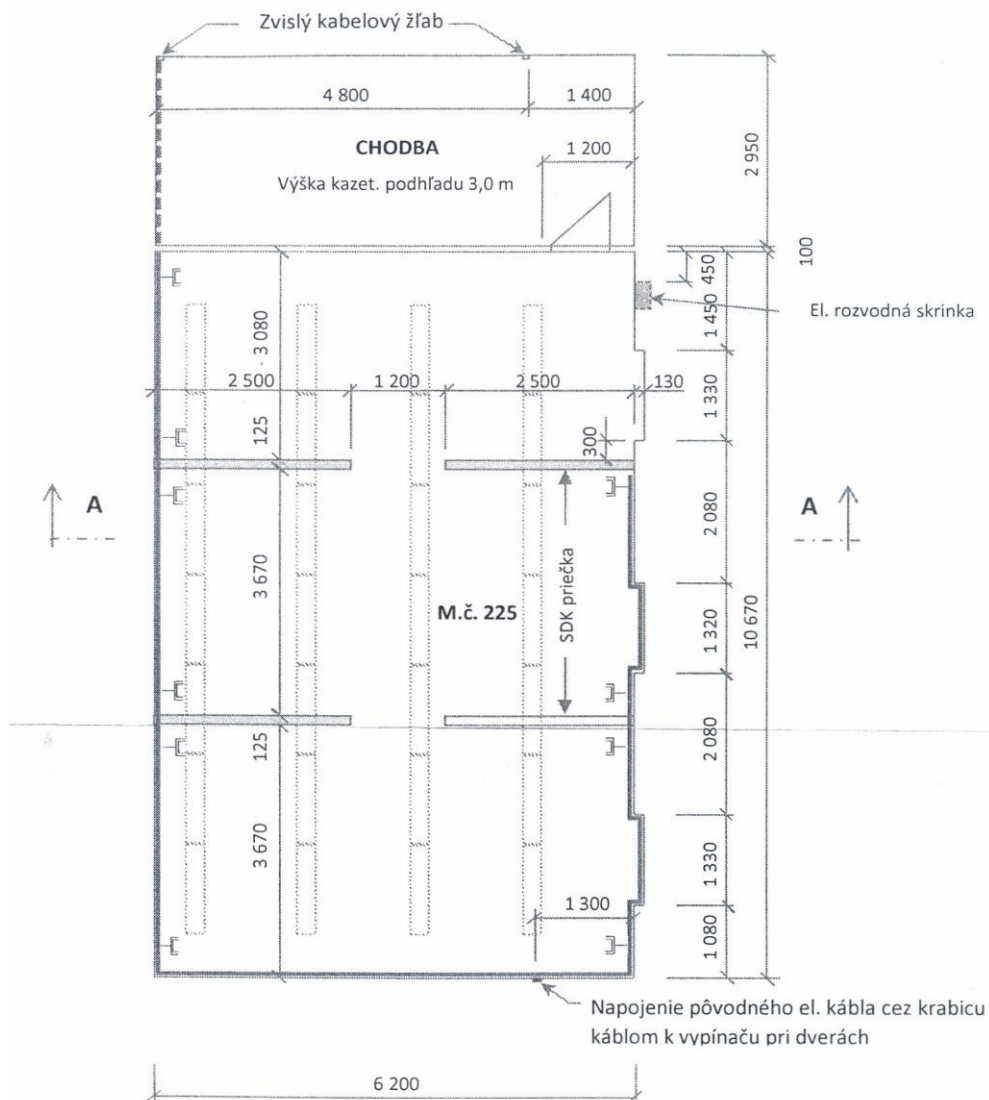 Zvislý kabelový žľab
4 800
1 400
CHODBA
1 200
Výška kazet. podhľadu 3,0 m
2 950
100
450
1 450
El. rozvodná skrinka
3 080
2 500
1 200
2 500
130
1 330
125
300
A
A
2 080
3 670
SDK priečka
M.č. 225
1 320
10 670
125
2 080
3 670
1 330
1 300
1 080
Napojenie pôvodného el. kábla cez krabicu
káblom k vypínaču pri dverách
6 200